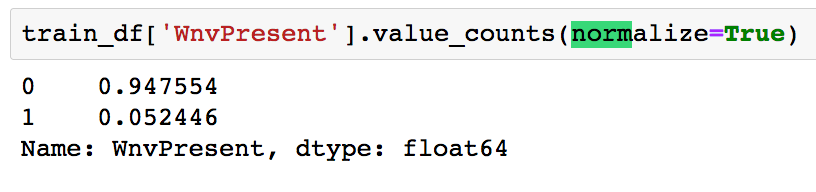 train_df['WnvPresent'].value_counts(normalize=True)
0    0.947554
1    0.052446
Name: WnvPresent, dtype: float64